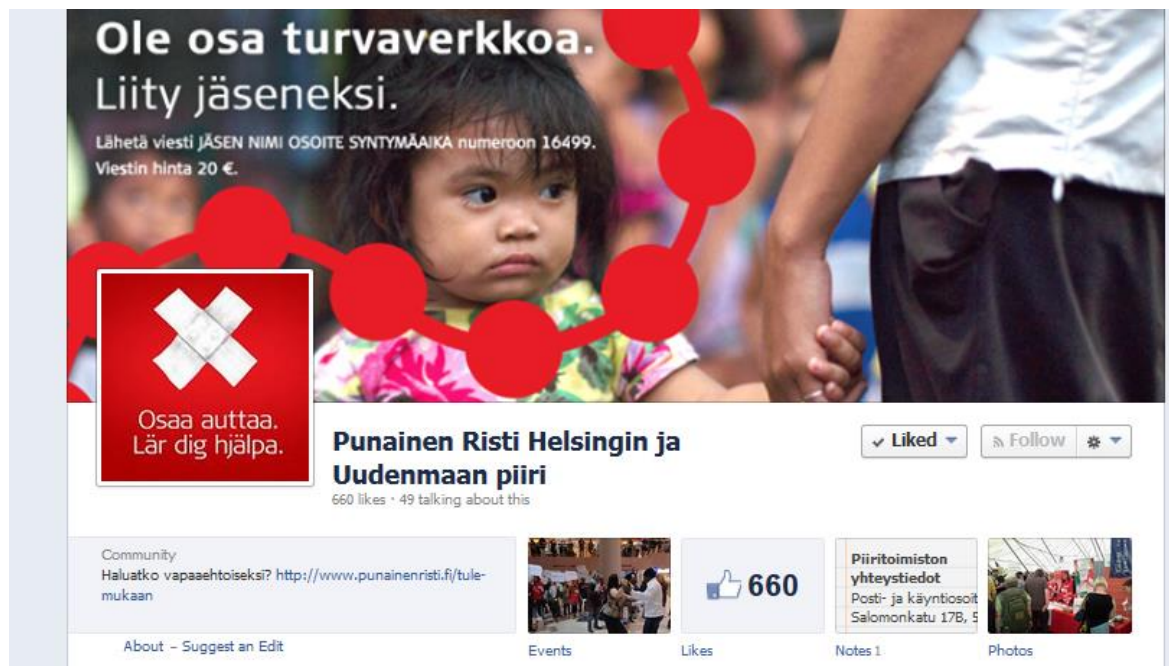 Ole osa turvaverkkoa.
Liity jäseneksi.
Lähetä viesti JÄSEN NIMI OSOITE SYNTYMÄAIKA numeroon 16499.
Viestin hinta 20 €.
Osaa auttaa.
Lär dig hjälpa.
Punainen Risti Helsingin ja
Uudenmaan piiri
660 likes · 49 talking about this
Liked
Follow
Community
Haluatko vapaaehtoiseksi? http://www.punainenristi.fi/tule-
mukaan
About – Suggest an Edit
Events
660
Likes
Piiritoimiston
yhteystiedot
Posti- ja käyntiosoit
Salomonkatu 17B, 5
Notes 1
Photos